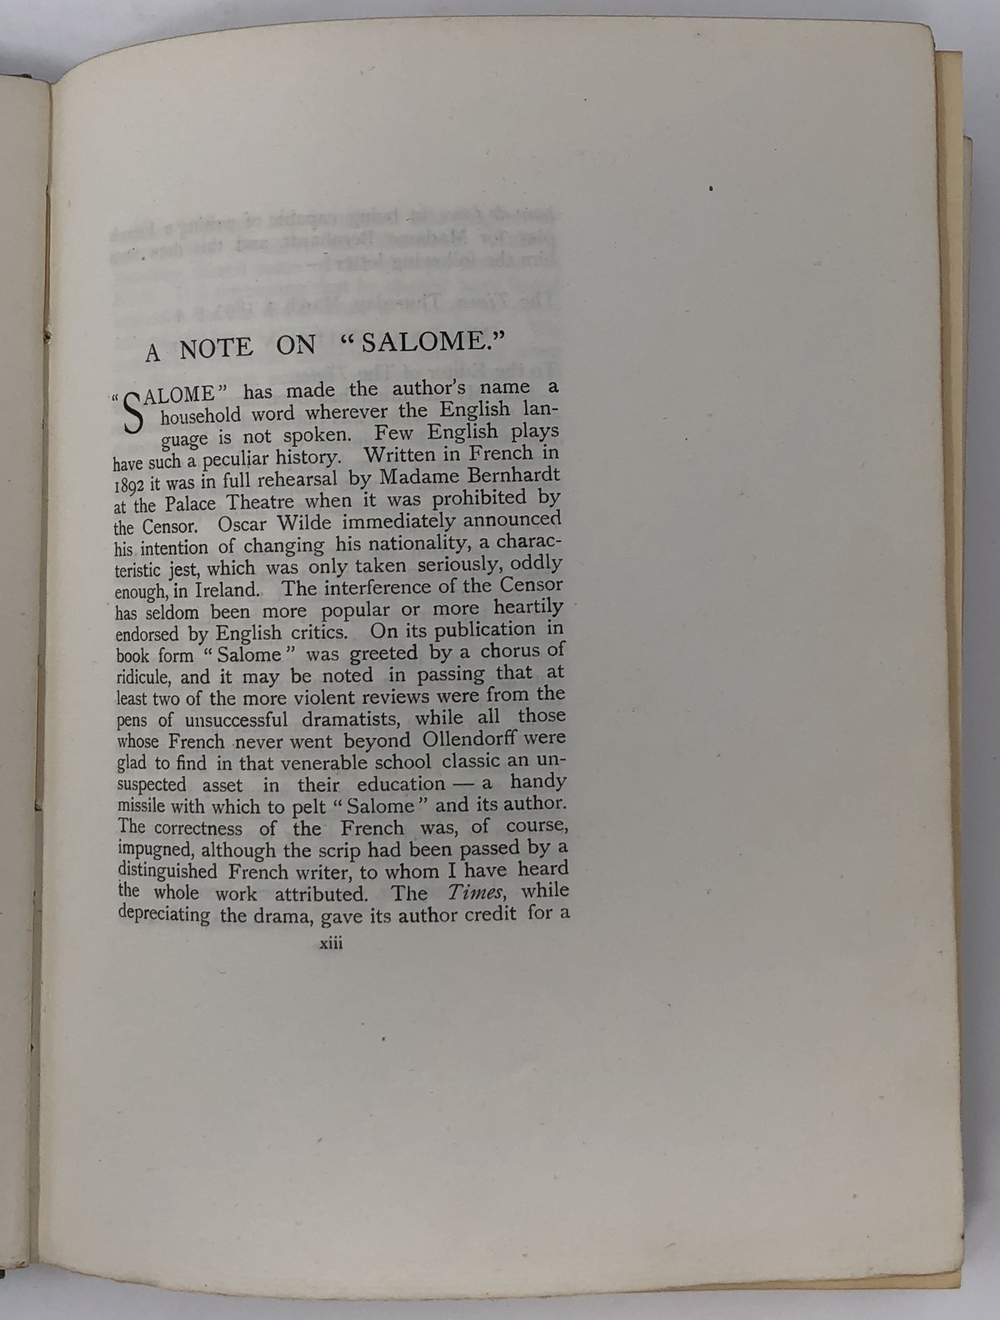 A NOTE ON “SALOME.”
“SALOME” has made the author’s name a
household word wherever the English lan-
guage is not spoken. Few English plays
have such a peculiar history. Written in French in
1892 it was in full rehearsal by Madame Bernhardt
at the Palace Theatre when it was prohibited by
the Censor. Oscar Wilde immediately announced
his intention of changing his nationality, a charac-
teristic jest, which was only taken seriously, oddly
enough, in Ireland. The interference of the Censor
has seldom been more popular or more heartily
endorsed by English critics. On its publication in
book form “Salome” was greeted by a chorus of
ridicule, and it may be noted in passing that at
least two of the more violent reviews were from the
pens of unsuccessful dramatists, while all those
whose French never went beyond Ollendorff were
glad to find in that venerable school classic an un-
suspected asset in their education — a handy
missile with which to pelt “Salome” and its author.
The correctness of the French was, of course,
impugned, although the scrip had been passed by a
distinguished French writer, to whom I have heard
the whole work attributed. The Times, while
depreciating the drama, gave its author credit for a
xiii